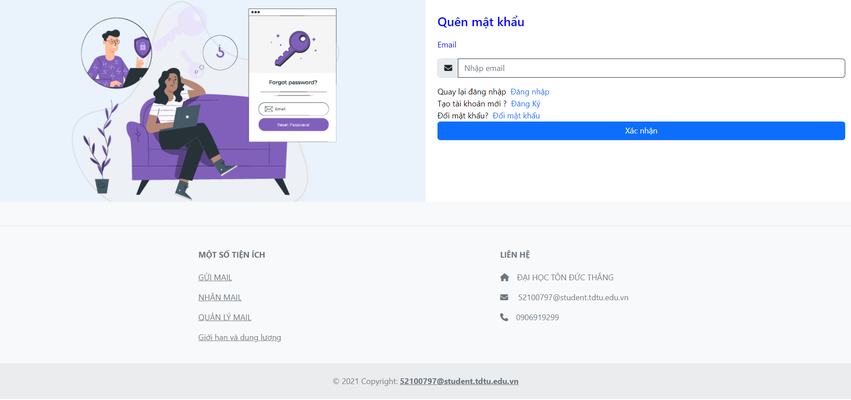 Forgot password?
Email
Reset Password
Quên mật khẩu
Email
Nhập email
Quay lại đăng nhập Đăng nhập
Tạo tài khoản mới ? Đăng Ký
Đổi mật khẩu? Đổi mật khẩu
Xác nhận
MỘT SỐ TIỆN ÍCH
GỬI MAIL
NHẬN MAIL
QUẢN LÝ MAIL
Giới hạn và dung lượng
LIÊN HỆ
ĐẠI HỌC TÔN ĐỨC THẮNG
52100797@student.tdtu.edu.vn
0906919299
© 2021 Copyright: 52100797@student.tdtu.edu.vn